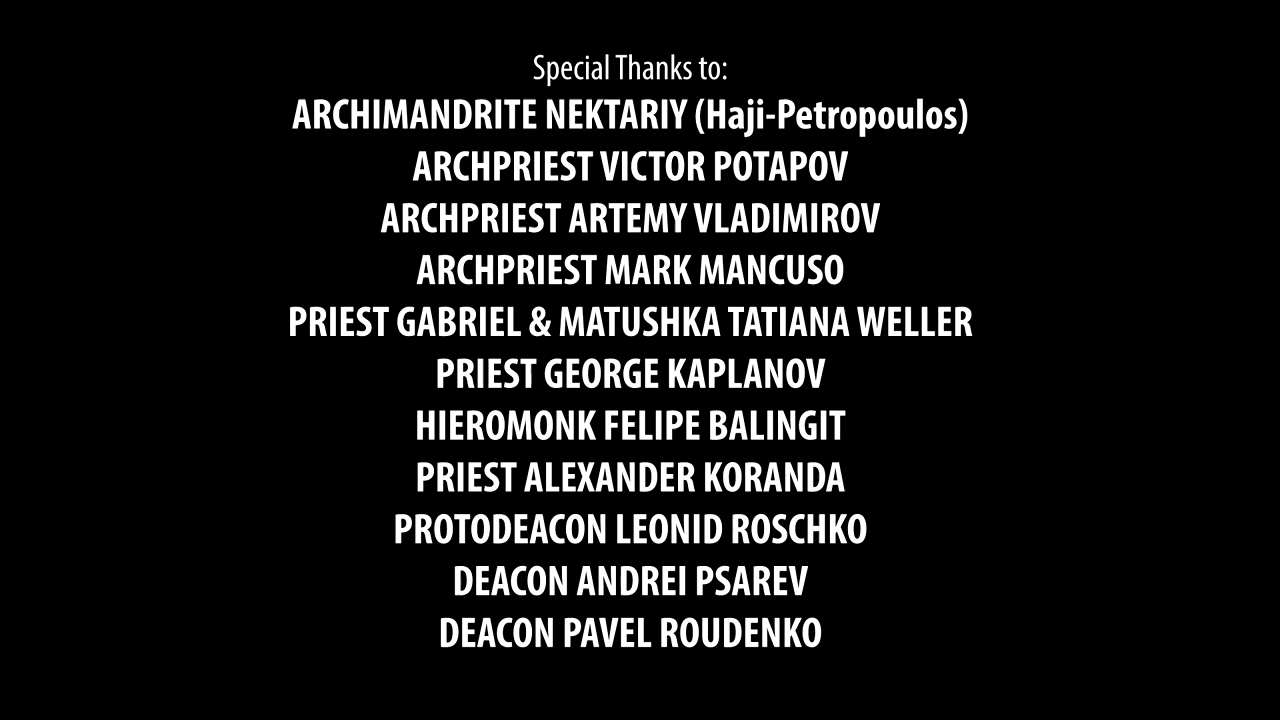 Special Thanks to:
ARCHIMANDRITE NEKTARIY (Haji-Petropoulos)
ARCHPRIEST VICTOR POTAPOV
ARCHPRIEST ARTEMY VLADIMIROV
ARCHPRIEST MARK MANCUSO
PRIEST GABRIEL & MATUSHKA TATIANA WELLER
PRIEST GEORGE KAPLANOV
HIEROMONK FELIPE BALINGIT
PRIEST ALEXANDER KORANDA
PROTODEACON LEONID ROSCHKO
DEACON ANDREI PSAREV
DEACON PAVEL ROUDENKO